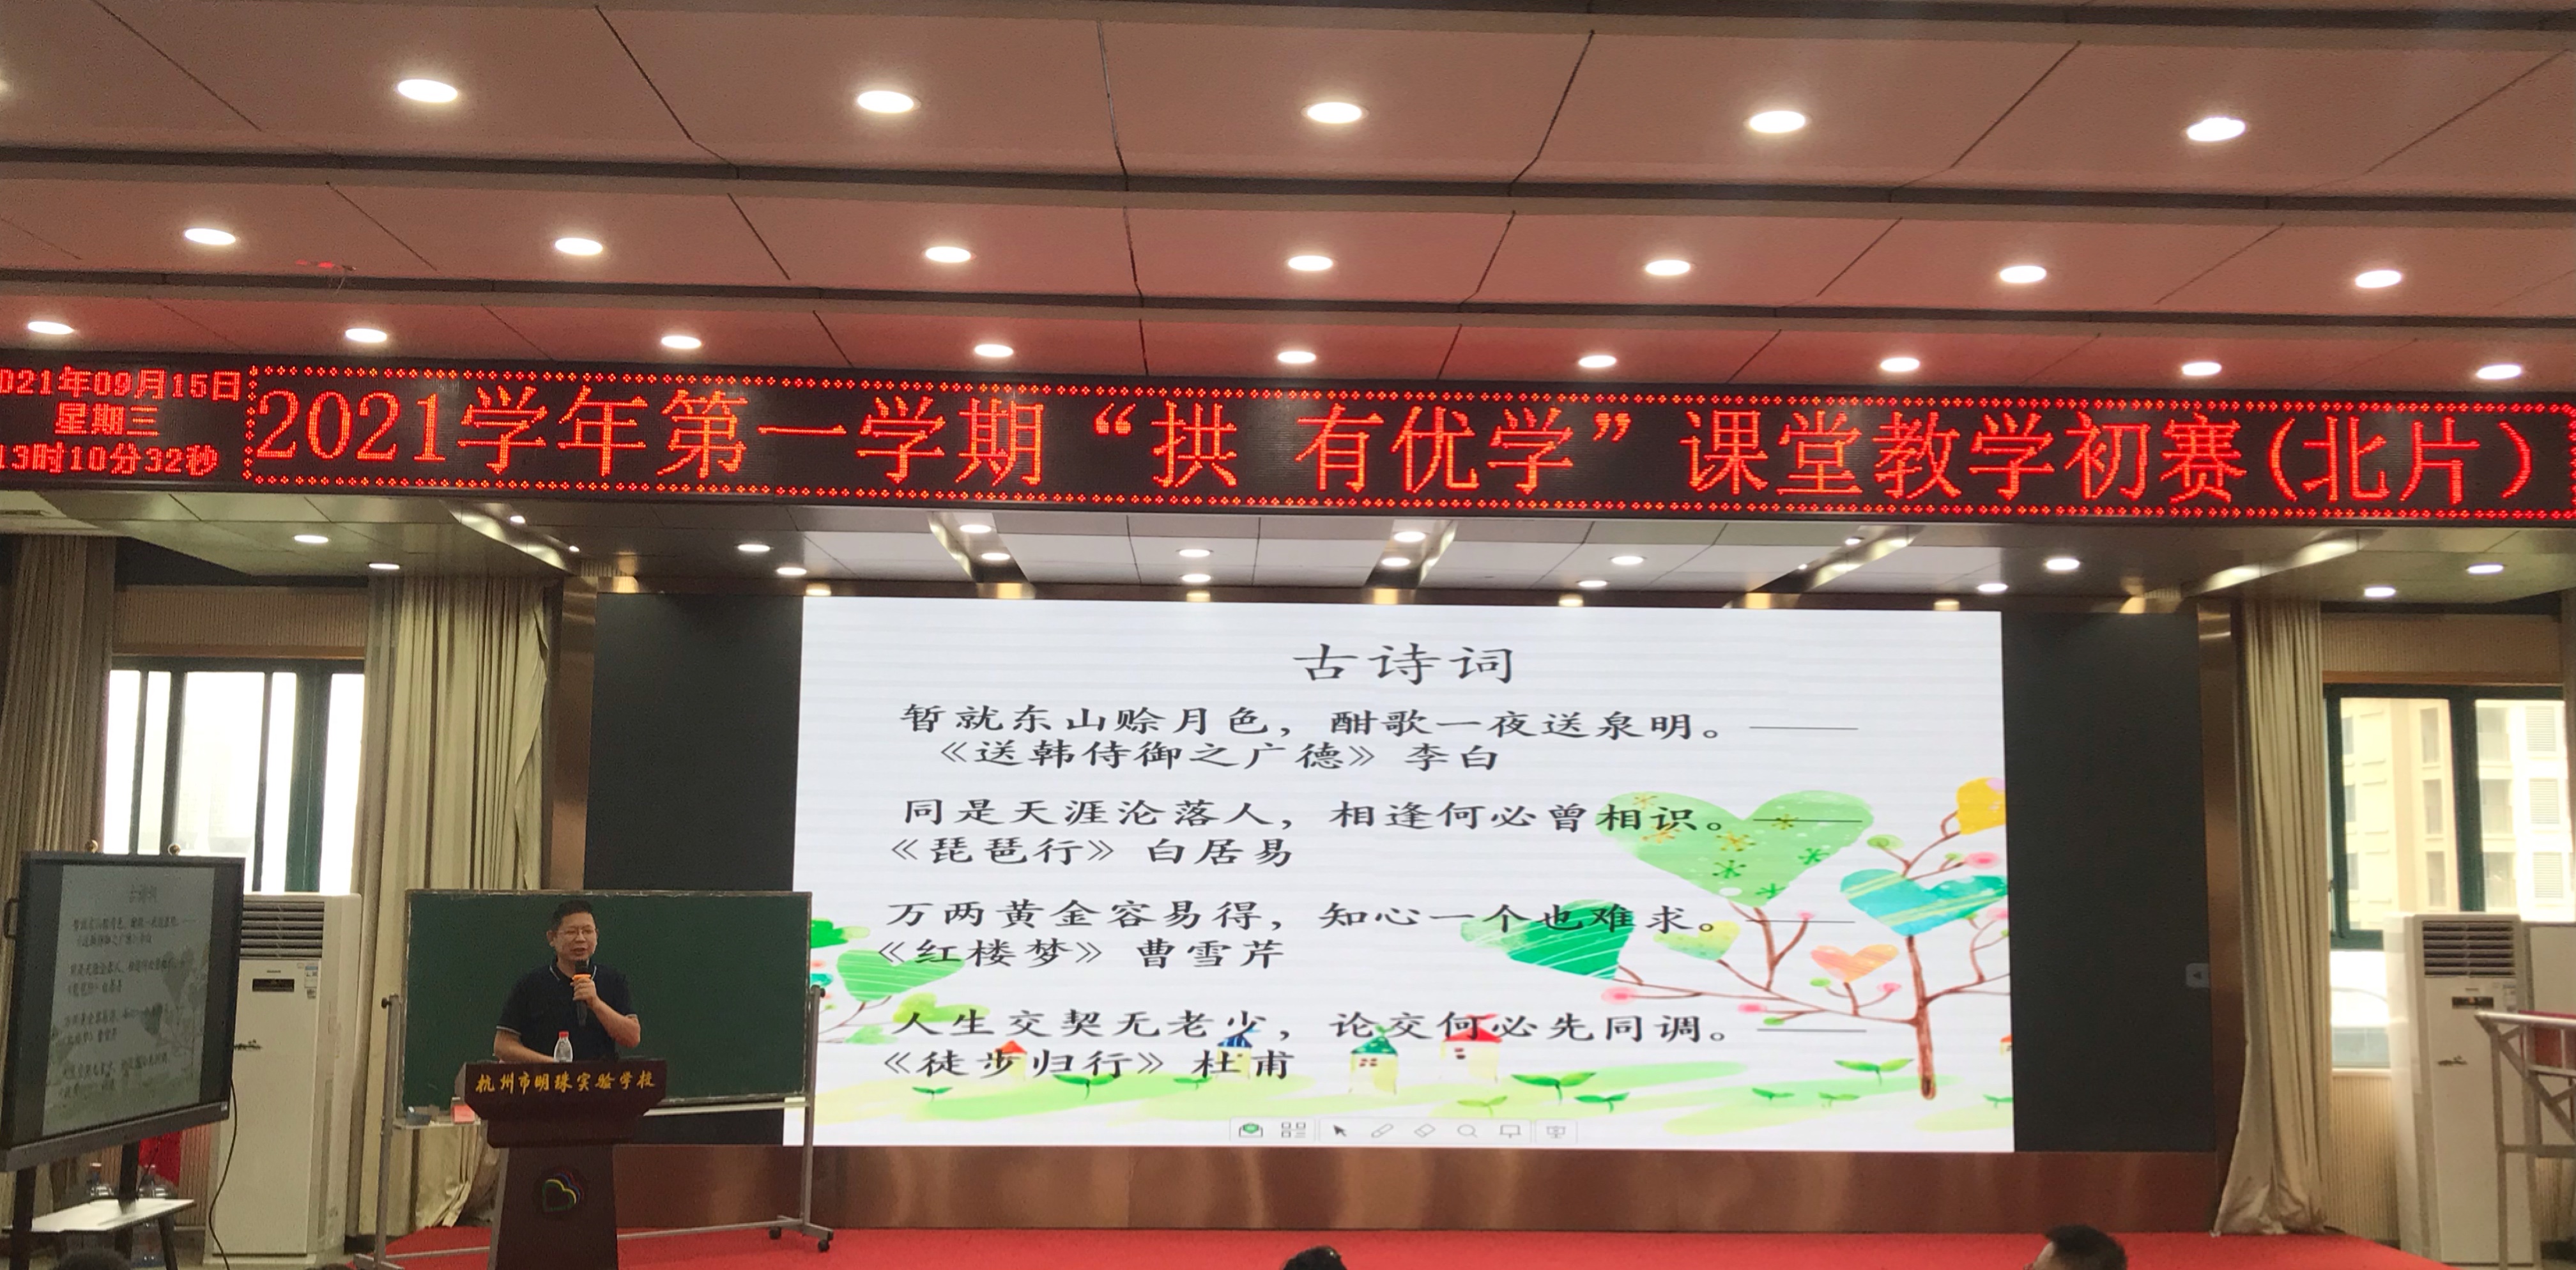 021年09月15日
星期三
13时10分32秒
2021学年第一学期“拱 有优学”课堂教学初赛(北片)
古诗词
暂就东山赊月色，酣歌一夜送泉明。——
《送韩侍御之广德》李白
同是天涯沦落人，相逢何必曾相识。——
《琵琶行》白居易
万两黄金容易得，知心一个也难求。——
《红楼梦》曹雪芹
人生交契无老少，论交何必先同调。——
《徒步归行》杜甫
杭州市明珠实验学校